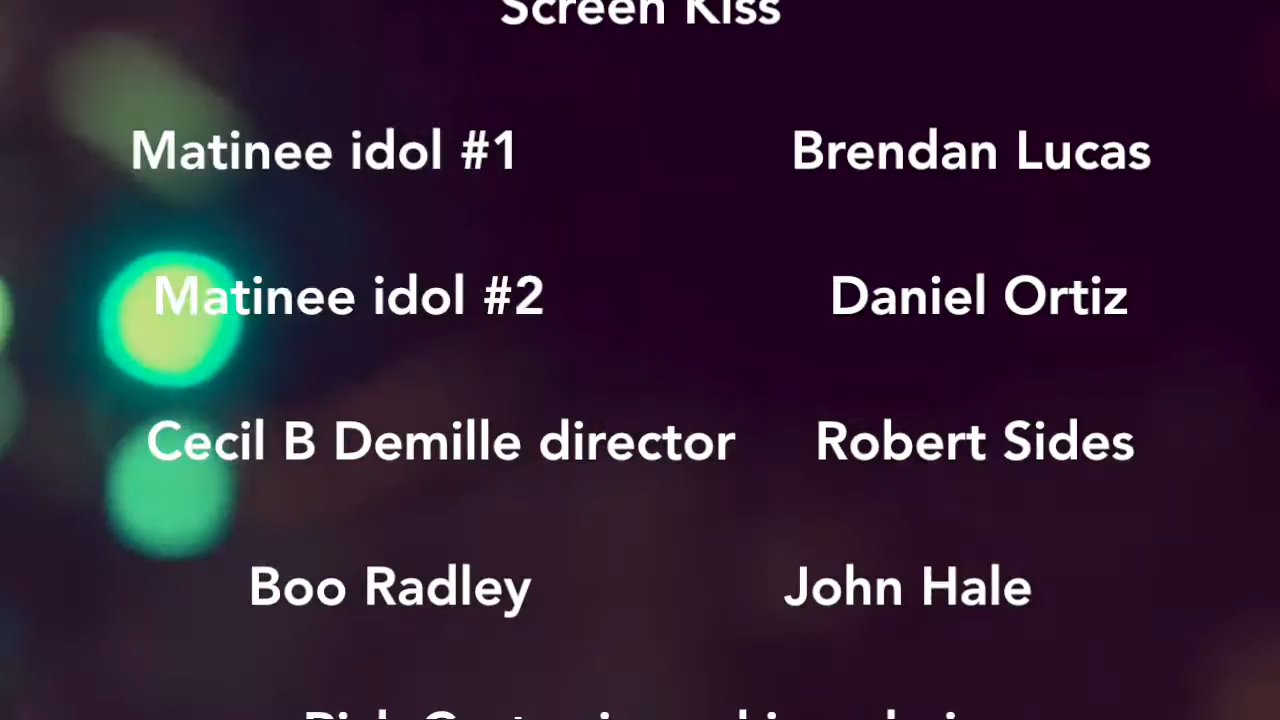 Screen Kiss
Matinee idol #1 Brendan Lucas
Matinee idol #2 Daniel Ortiz
Cecil B Demille director Robert Sides
Boo Radley John Hale